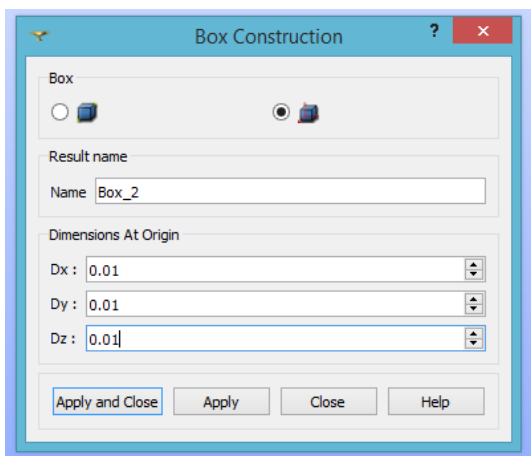 Box Construction ? ×
Box
Result name
Name Box_2
Dimensions At Origin
Dx : 0.01
Dy : 0.01
Dz : 0.01
Apply and Close Apply Close Help